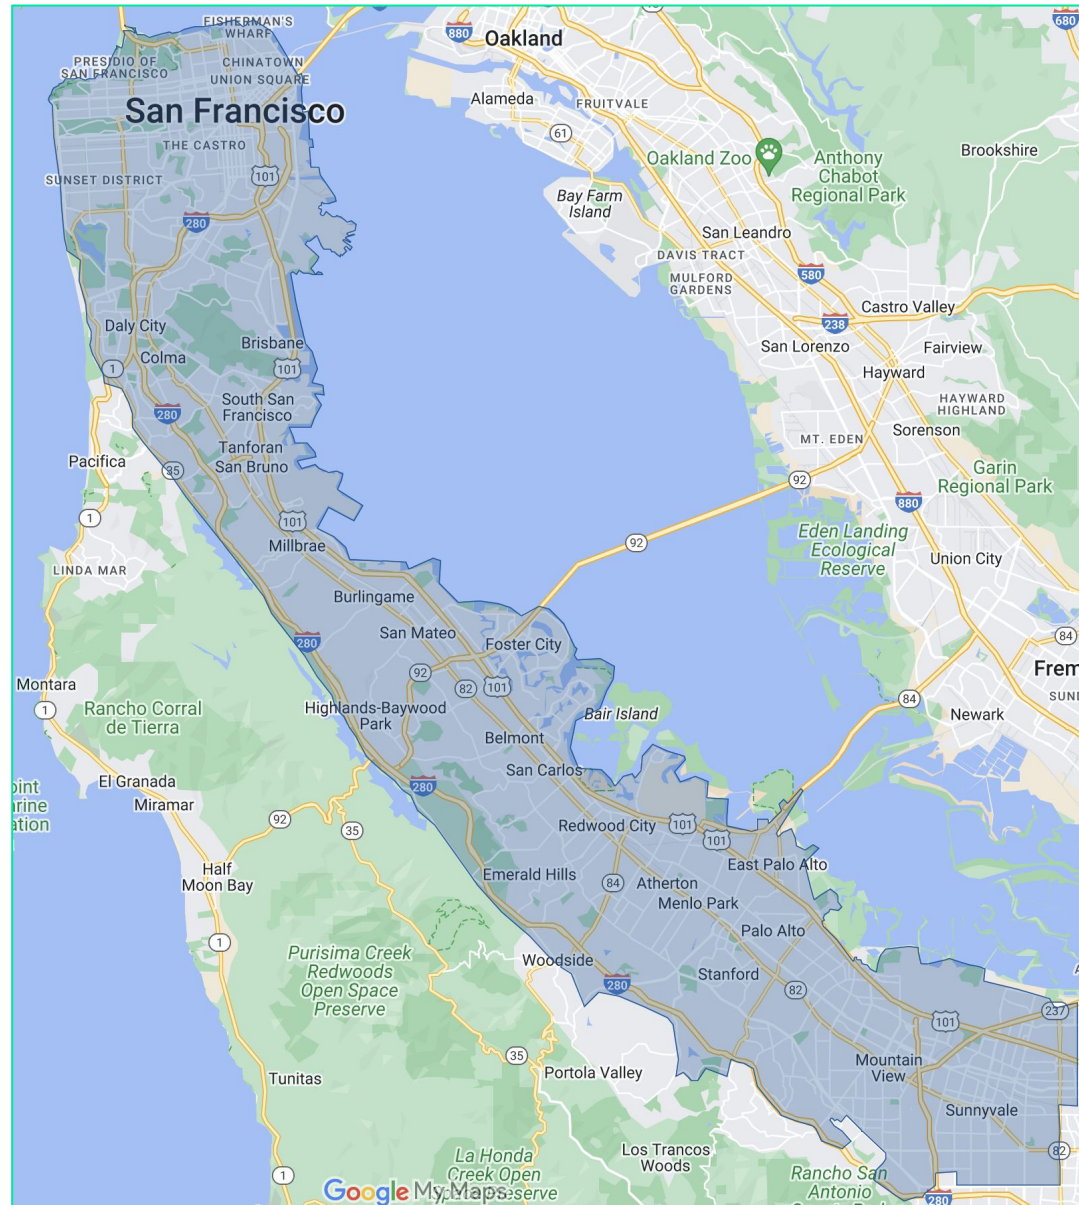 FISHERMAN'S
WHARF
680
880
Oakland
PRESIDIO OF
SAN FRANCISCO
CHINATOWN
UNION SQUARE
San Francisco
Alameda
FRUITVALE
61
THE CASTRO
Oakland Zoo
Anthony
Chabot
Regional Park
Brookshire
SUNSET DISTRICT
101
Bay Farm
Island
280
San Leandro
DAVIS TRACT
MULFORD
GARDENS
580
Castro Valley
238
Daly City
Brisbane
San Lorenzo
Fairview
Colma
1
101
Hayward
South San
Francisco
280
HAYWARD
HIGHLAND
Sorenson
MT. EDEN
Tanforan
San Bruno
Pacifica
35
Garin
Regional Park
92
880
1
101
Millbrae
92
Eden Landing
Ecological
Reserve
Union City
LINDA MAR
Burlingame
San Mateo
280
Foster City
84
Frem
92
82
101
Montara
1
Rancho Corral
de Tierra
Highlands-Baywood
Park
Bair Island
84
Newark
SUN
Belmont
San Carlos
El Granada
Miramar
oint
arine
ation
280
92
35
Redwood City
101
101
East Palo Alto
Half
Moon Bay
Emerald Hills
84
Atherton
Menlo Park
1
Palo Alto
Purisima Creek
Redwoods
Open Space
Preserve
Woodside
Stanford
280
82
237
101
35
Mountain
View
Tunitas
Portola Valley
Sunnyvale
Los Trancos
Woods
82
La Honda
Creek Open
Space Preserve
1
Google My Maps
Rancho San
Antonio
280